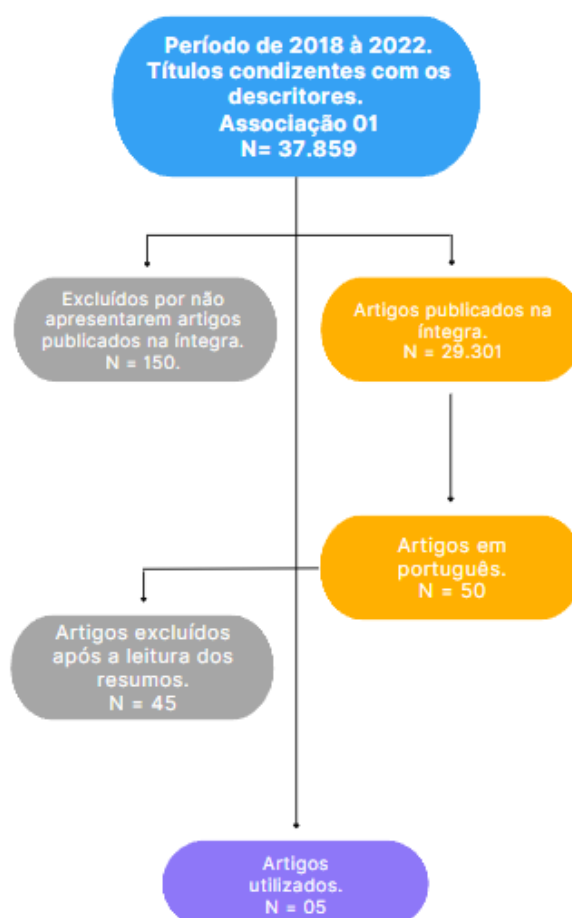 Período de 2018 à 2022.
Títulos condizentes com os
descritores.
Associação 01
N= 37.859
Excluídos por não
apresentarem artigos
publicados na íntegra.
N = 150.
Artigos publicados na
íntegra.
N = 29.301
Artigos em
português.
N = 50
Artigos excluídos
após a leitura dos
resumos.
N = 45
Artigos
utilizados.
N = 05